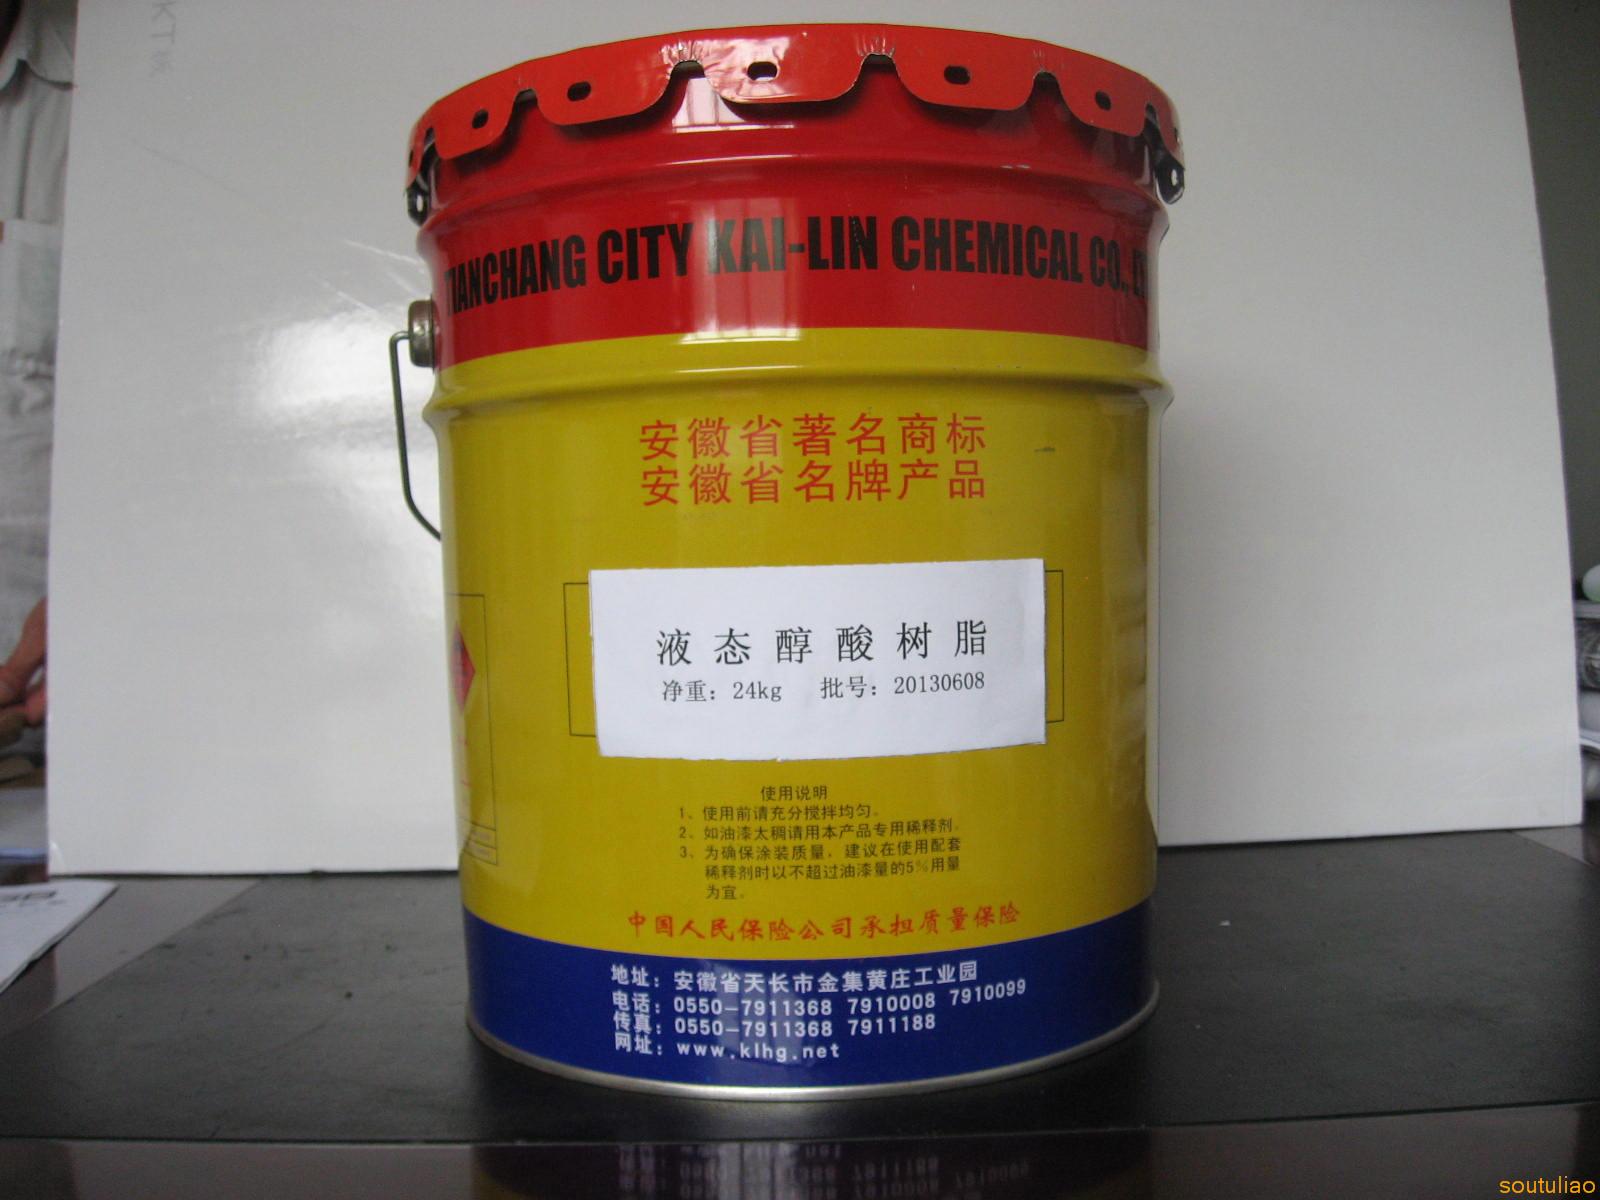 TIANCHANG CITY KAI-LIN CHEMICAL CO.,
安徽省著名商标
安徽省名牌产品
液态醇酸树脂
净重：24kg 批号：20130608
使用说明
1、使用前请充分搅拌均匀。
2、如油漆太稠请用本产品专用稀释剂。
3、为确保涂装质量，建议在使用配套
稀释剂时以不超过油漆量的5%用量
为宜。
中国人民保险公司承担质量保险
地址：安徽省天长市金集黄庄工业园
电话：0550-7911368 7910008 7910099
传真：0550-7911368 7911188
网址：www.klhg.net
soutuliao